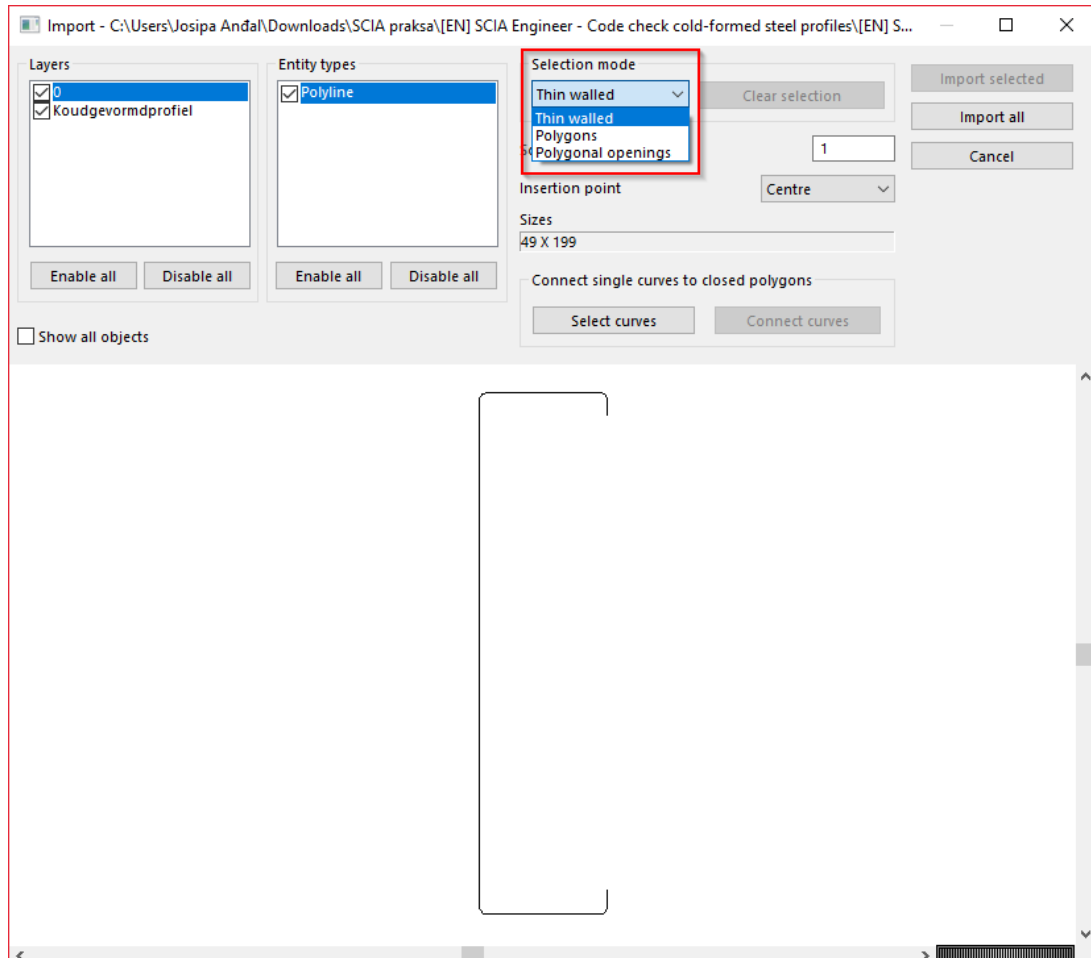 Import - C:\Users\Josipa Anđal\Downloads\SCIA praksa\[EN] SCIA Engineer - Code check cold-formed steel profiles\[EN] S...
Layers
0
Koudgevormdprofiel
Enable all
Disable all
Entity types
Polyline
Enable all
Disable all
Show all objects
Selection mode
Thin walled
Clear selection
Thin walled
Polygons
Polygonal openings
1
Insertion point
Centre
Sizes
49 X 199
Connect single curves to closed polygons
Select curves
Connect curves
Import selected
Import all
Cancel